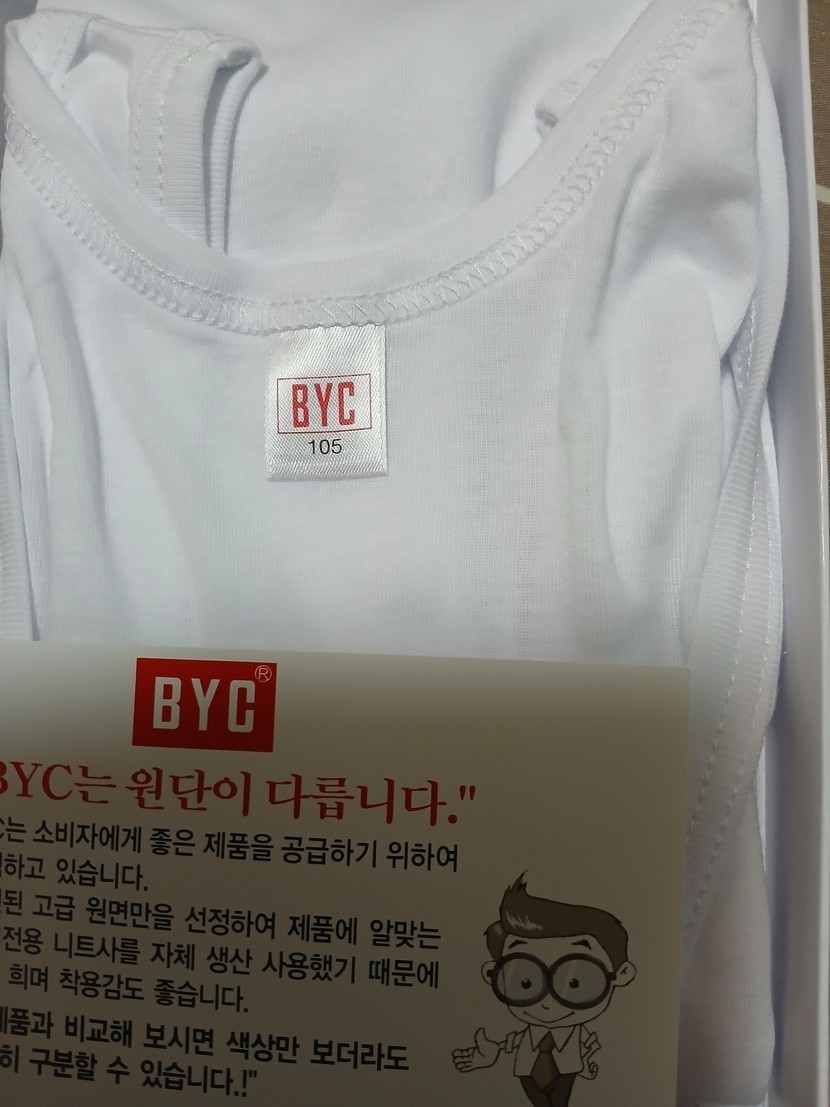 BYC
105
BYC®
BYC는 원단이 다릅니다."
는 소비자에게 좋은 제품을 공급하기 위하여
하고 있습니다.
된 고급 원면만을 선정하여 제품에 알맞는
전용 니트사를 자체 생산 사용했기 때문에
희며 착용감도 좋습니다.
제품과 비교해 보시면 색상만 보더라도
히 구분할 수 있습니다.!"